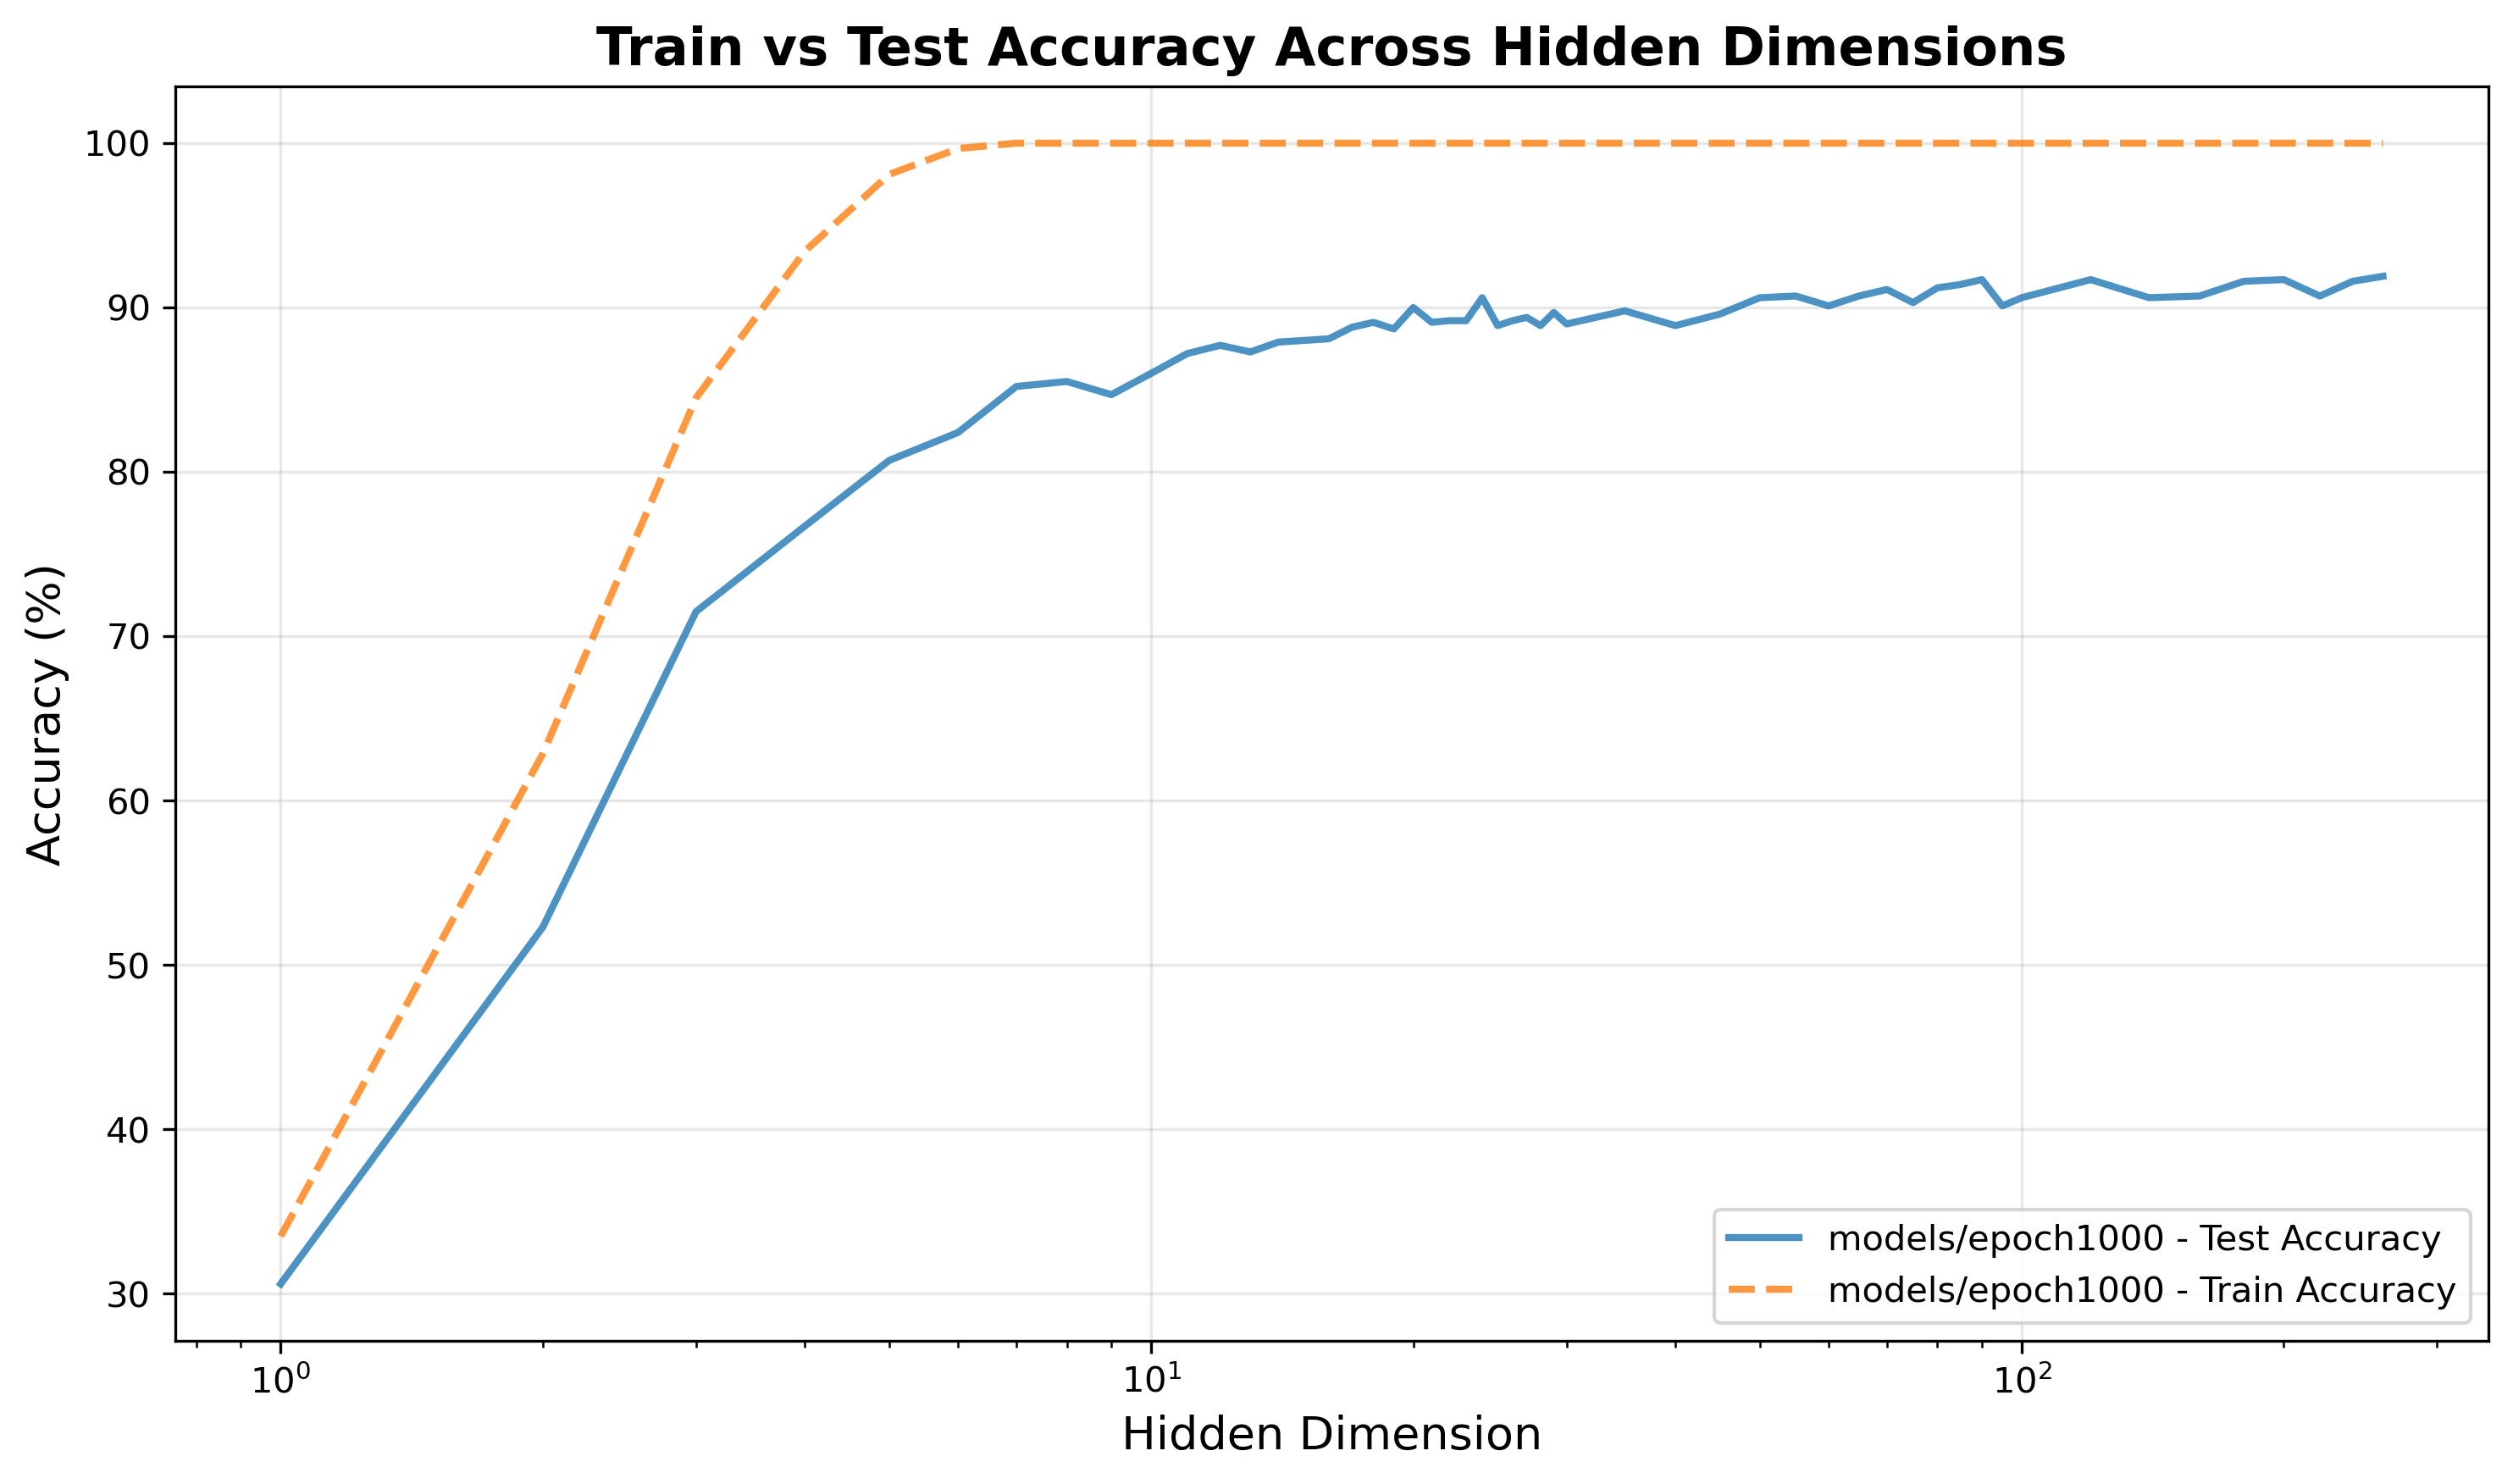 Train vs Test Accuracy Across Hidden Dimensions
Accuracy (%)
100
90
80
70
60
50
40
30
models/epoch1000 - Test Accuracy
models/epoch1000 - Train Accuracy
10⁰
10¹
10²
Hidden Dimension